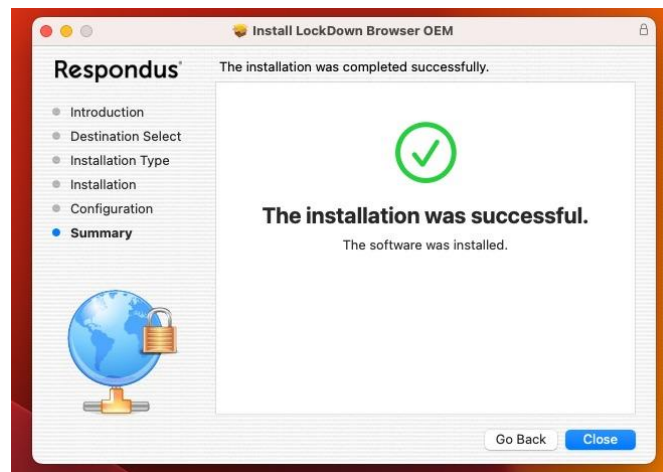 Install LockDown Browser OEM
Respondus
The installation was completed successfully.
Introduction
Destination Select
Installation Type
Installation
Configuration
Summary
The installation was successful.
The software was installed.
Go Back
Close